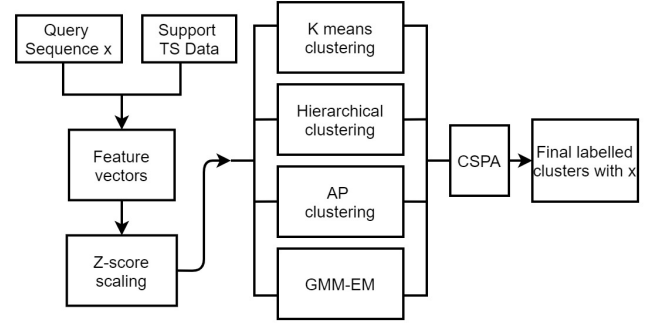 Query
Sequence x
Support
TS Data
Feature
vectors
Z-score
scaling
K means
clustering
Hierarchical
clustering
AP
clustering
GMM-EM
CSPA
Final labelled
clusters with x